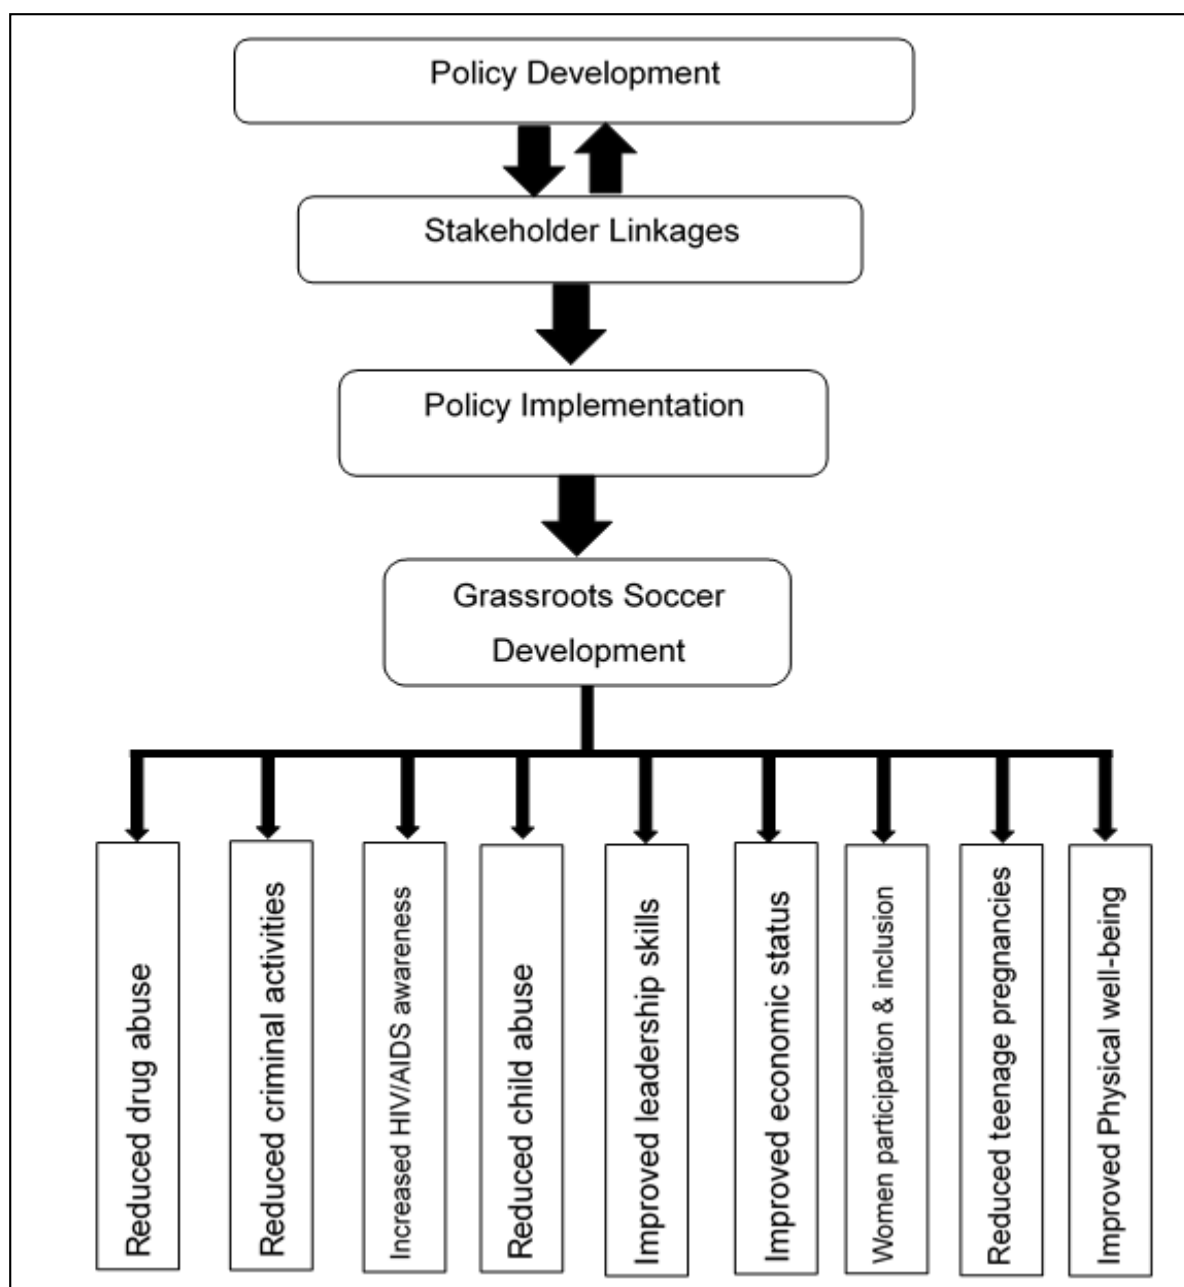 Policy Development
Stakeholder Linkages
Policy Implementation
Grassroots Soccer
Development
Reduced drug abuse
Reduced criminal activities
Increased HIV/AIDS awareness
Reduced child abuse
Improved leadership skills
Improved economic status
Women participation & inclusion
Reduced teenage pregnancies
Improved Physical well-being